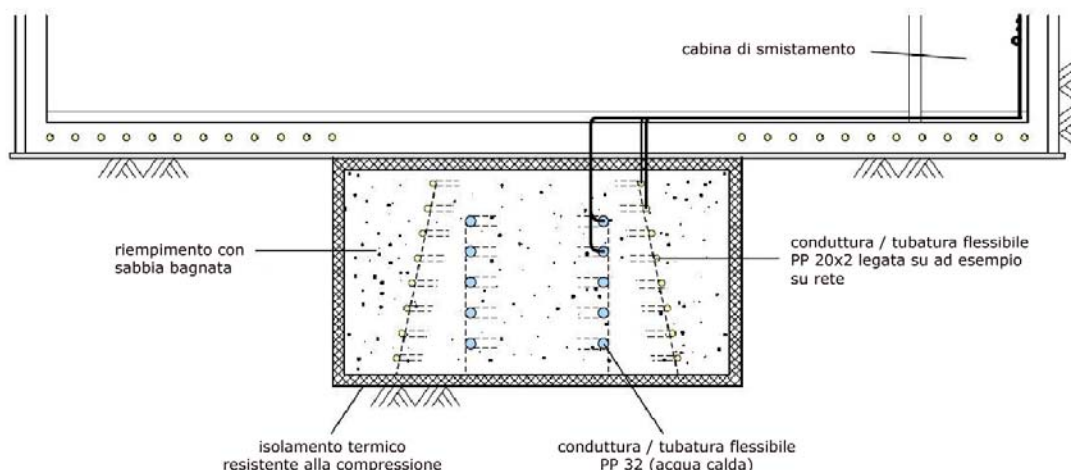 cabina di smistamento
riempimento con
sabbia bagnata
conduttura / tubatura flessibile
PP 20x2 legata su ad esempio
su rete
isolamento termico
resistente alla compressione
conduttura / tubatura flessibile
PP 32 (acqua calda)